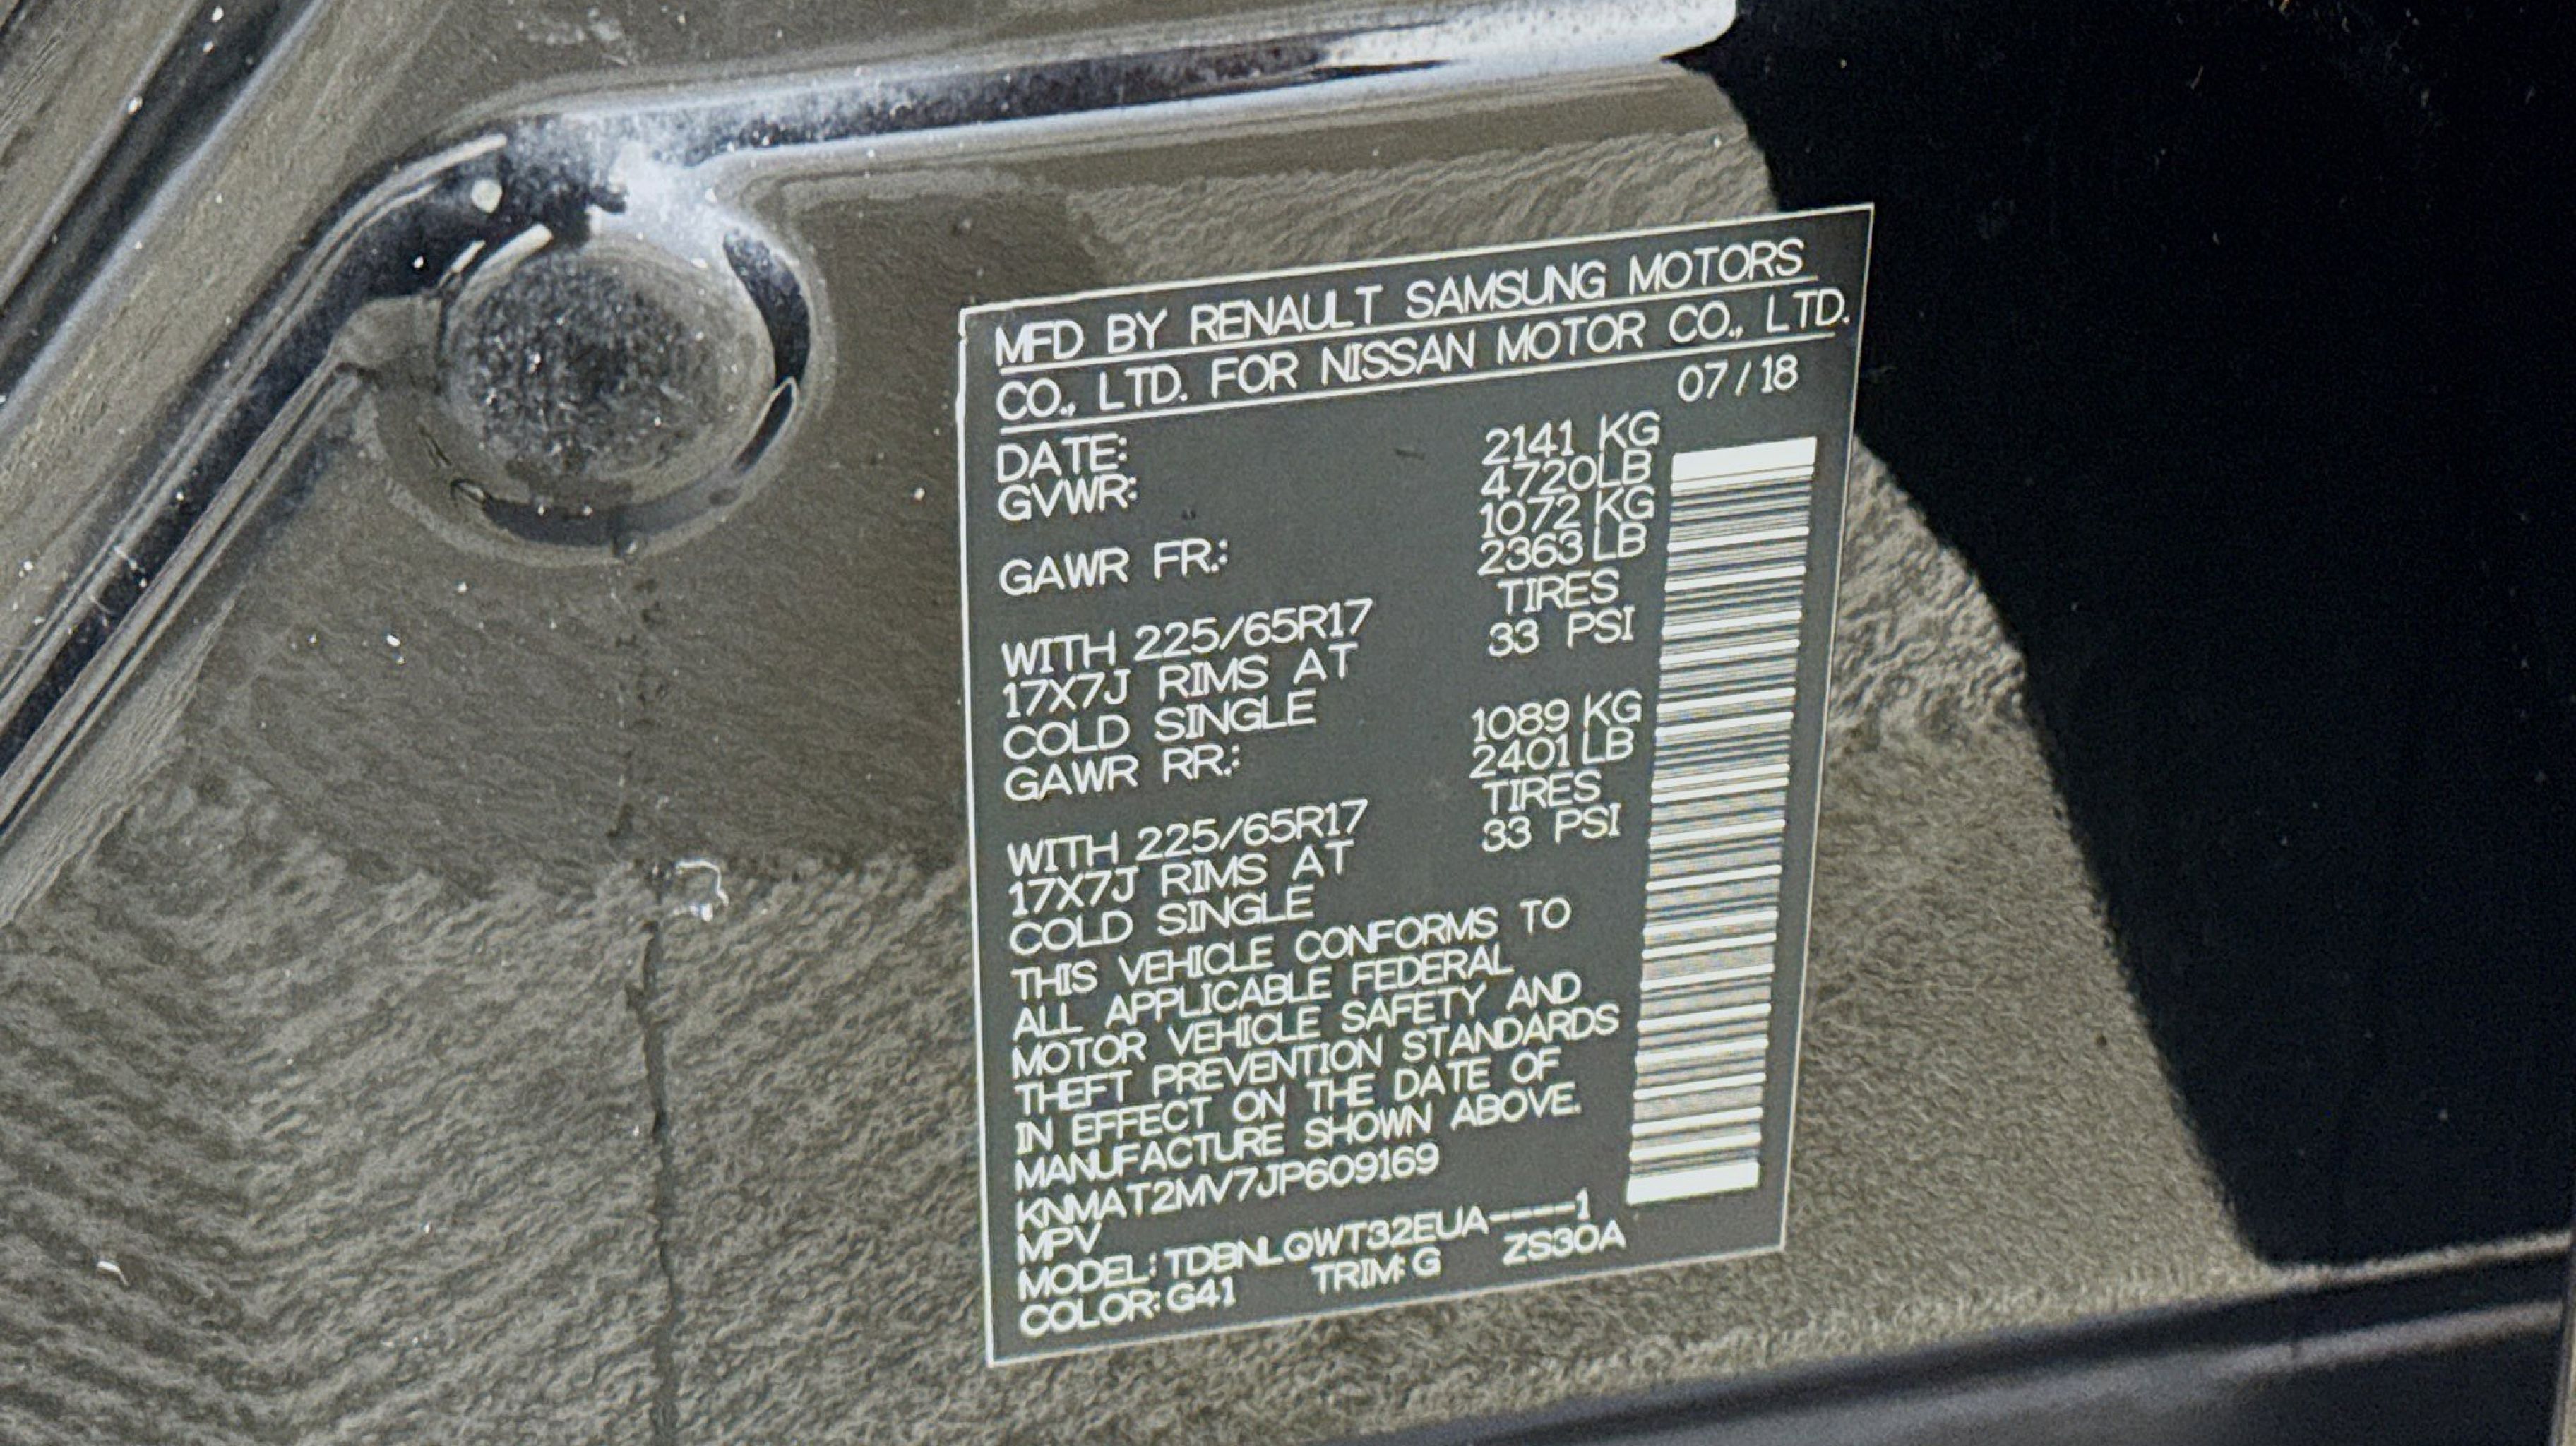 MFD BY RENAULT SAMSUNG MOTORS
CO., LTD. FOR NISSAN MOTOR CO., LTD.
DATE: 07/18
GVWR: 2141 KG
4720LB
GAWR FR.: 1072 KG
2363 LB
WITH 225/65R17 TIRES
17X7J RIMS AT 33 PSI
COLD SINGLE
GAWR RR.: 1089 KG
2401 LB
WITH 225/65R17 TIRES
17X7J RIMS AT 33 PSI
COLD SINGLE
THIS VEHICLE CONFORMS TO
ALL APPLICABLE FEDERAL
MOTOR VEHICLE SAFETY AND
THEFT PREVENTION STANDARDS
IN EFFECT ON THE DATE OF
MANUFACTURE SHOWN ABOVE.
KNMAT2MV7JP609169
MPV
MODEL: TDBNLQWT32EUA----1
COLOR: G41 TRIM: G ZS30A